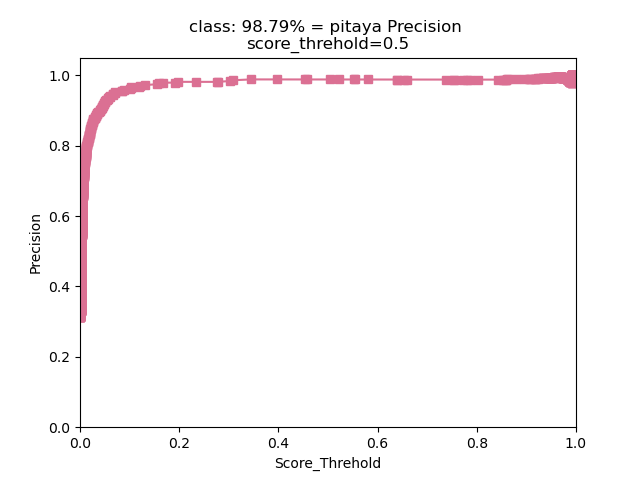 class: 98.79% = pitaya Precision
score_threhold=0.5
1.0
0.8
0.6
0.4
0.2
0.0
Precision
0.0 0.2 0.4 0.6 0.8 1.0
Score_Threhold